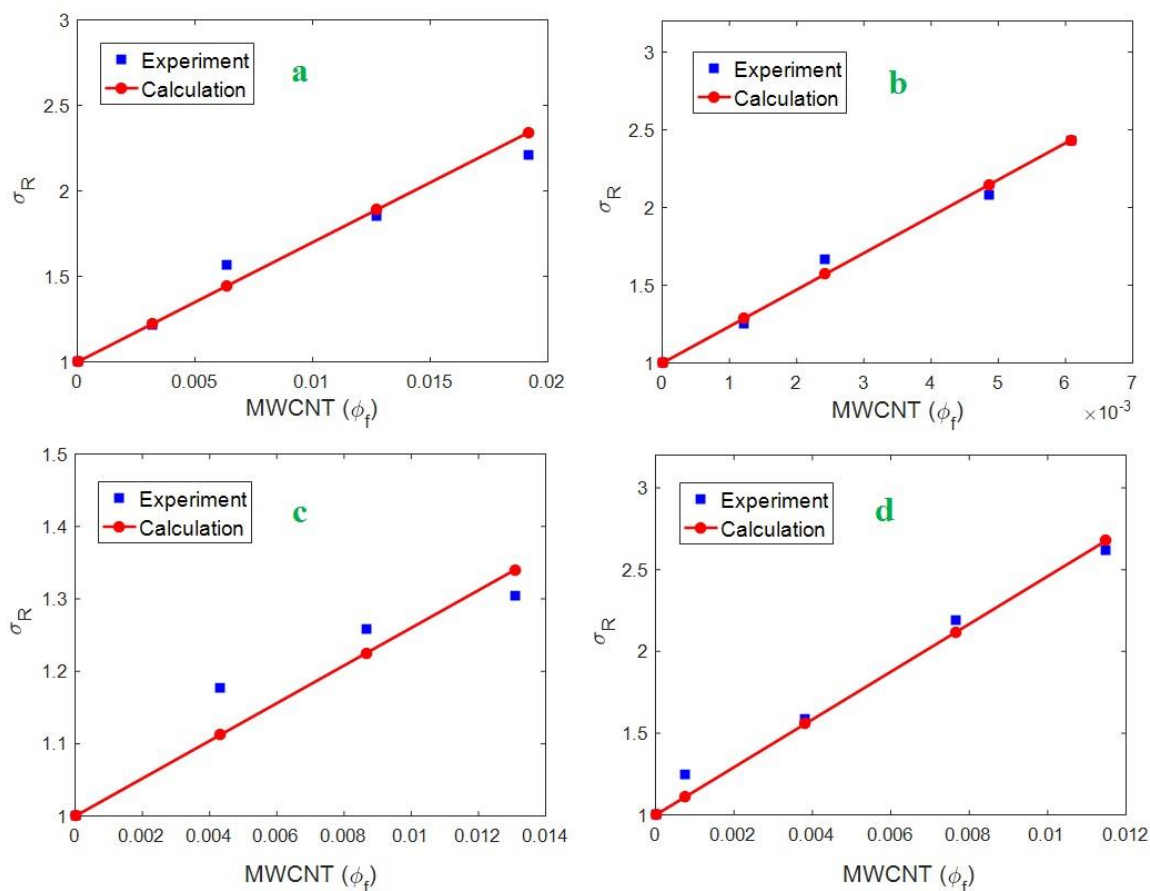 3
2.5
2
1.5
1
σR
Experiment
Calculation
a
0
0.005
0.01
0.015
0.02
MWCNT (ϕf)
3
2.5
2
1.5
1
σR
Experiment
Calculation
b
0
1
2
3
4
5
6
7
MWCNT (ϕf)
×10-3
1.5
1.4
1.3
1.2
1.1
1
σR
Experiment
Calculation
c
0
0.002
0.004
0.006
0.008
0.01
0.012
0.014
MWCNT (ϕf)
3
2.5
2
1.5
1
σR
Experiment
Calculation
d
0
0.002
0.004
0.006
0.008
0.01
0.012
MWCNT (ϕf)